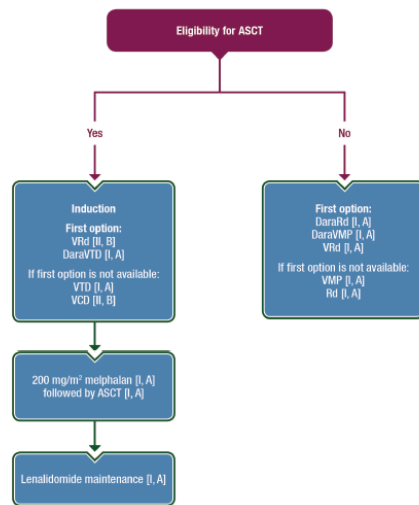 Eligibility for ASCT
Yes
No
Induction
First option:
VRd [II, B]
DaraVTD [I, A]
If first option is not available:
VTD [I, A]
VCD [II, B]
First option:
DaraRd [I, A]
DaraVMP [I, A]
VRd [I, A]
If first option is not available:
VMP [I, A]
Rd [I, A]
200 mg/m² melphalan [I, A]
followed by ASCT [I, A]
Lenalidomide maintenance [I, A]